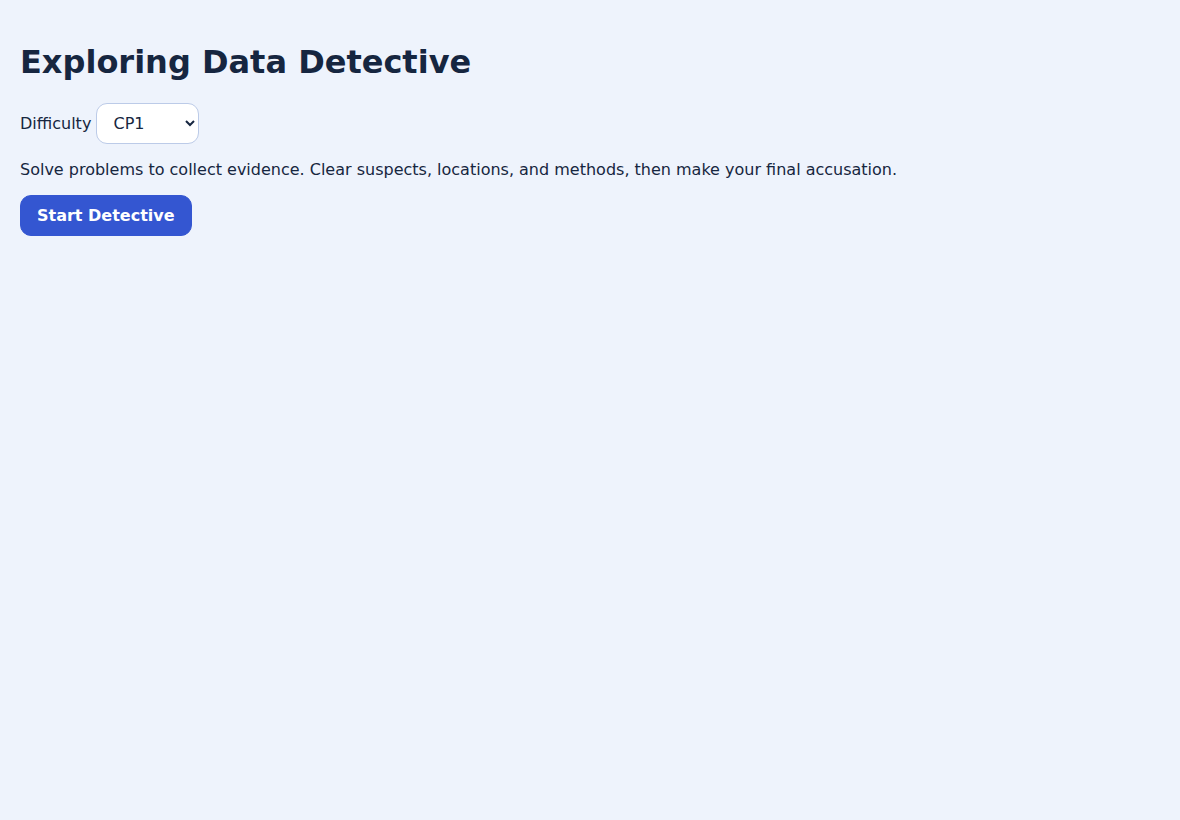 Exploring Data Detective
Difficulty CP1
Solve problems to collect evidence. Clear suspects, locations, and methods, then make your final accusation.
Start Detective